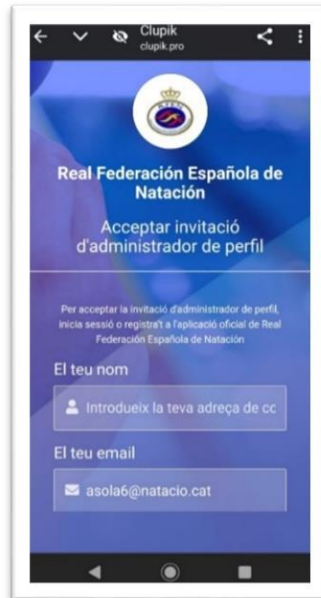 Clupik
clupik.pro
Real Federación Española de
Natación
Acceptar invitació
d'administrador de perfil
Per acceptar la invitació d'administrador de perfil,
inicia sessió o registra't a l'aplicació oficial de Real
Federación Española de Natación
El teu nom
Introdueix la teva adreça de cc
El teu email
asola6@natacio.cat